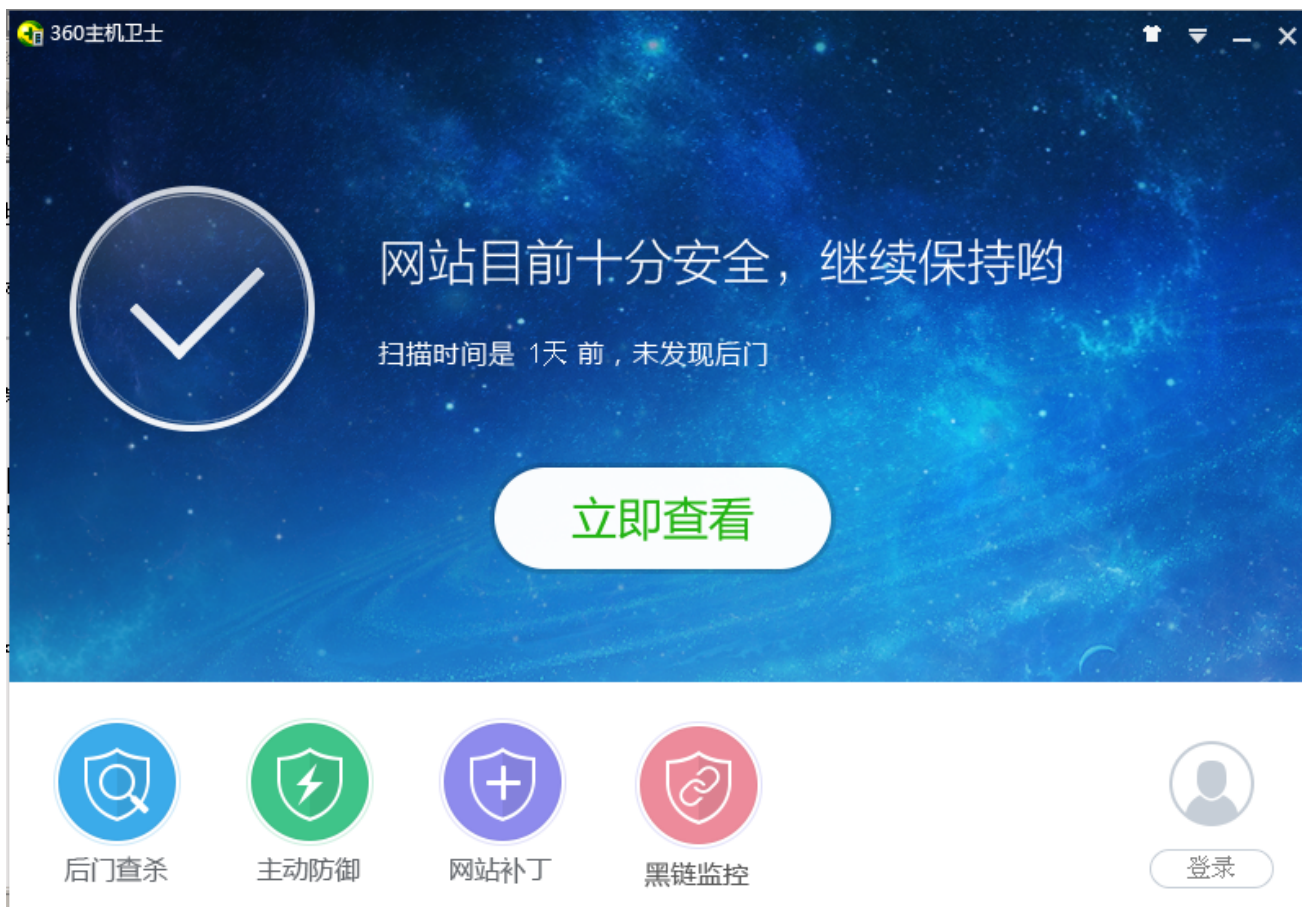 360主机卫士
网站目前十分安全，继续保持哟
扫描时间是 1天 前，未发现后门
立即查看
后门查杀
主动防御
网站补丁
黑链监控
登录